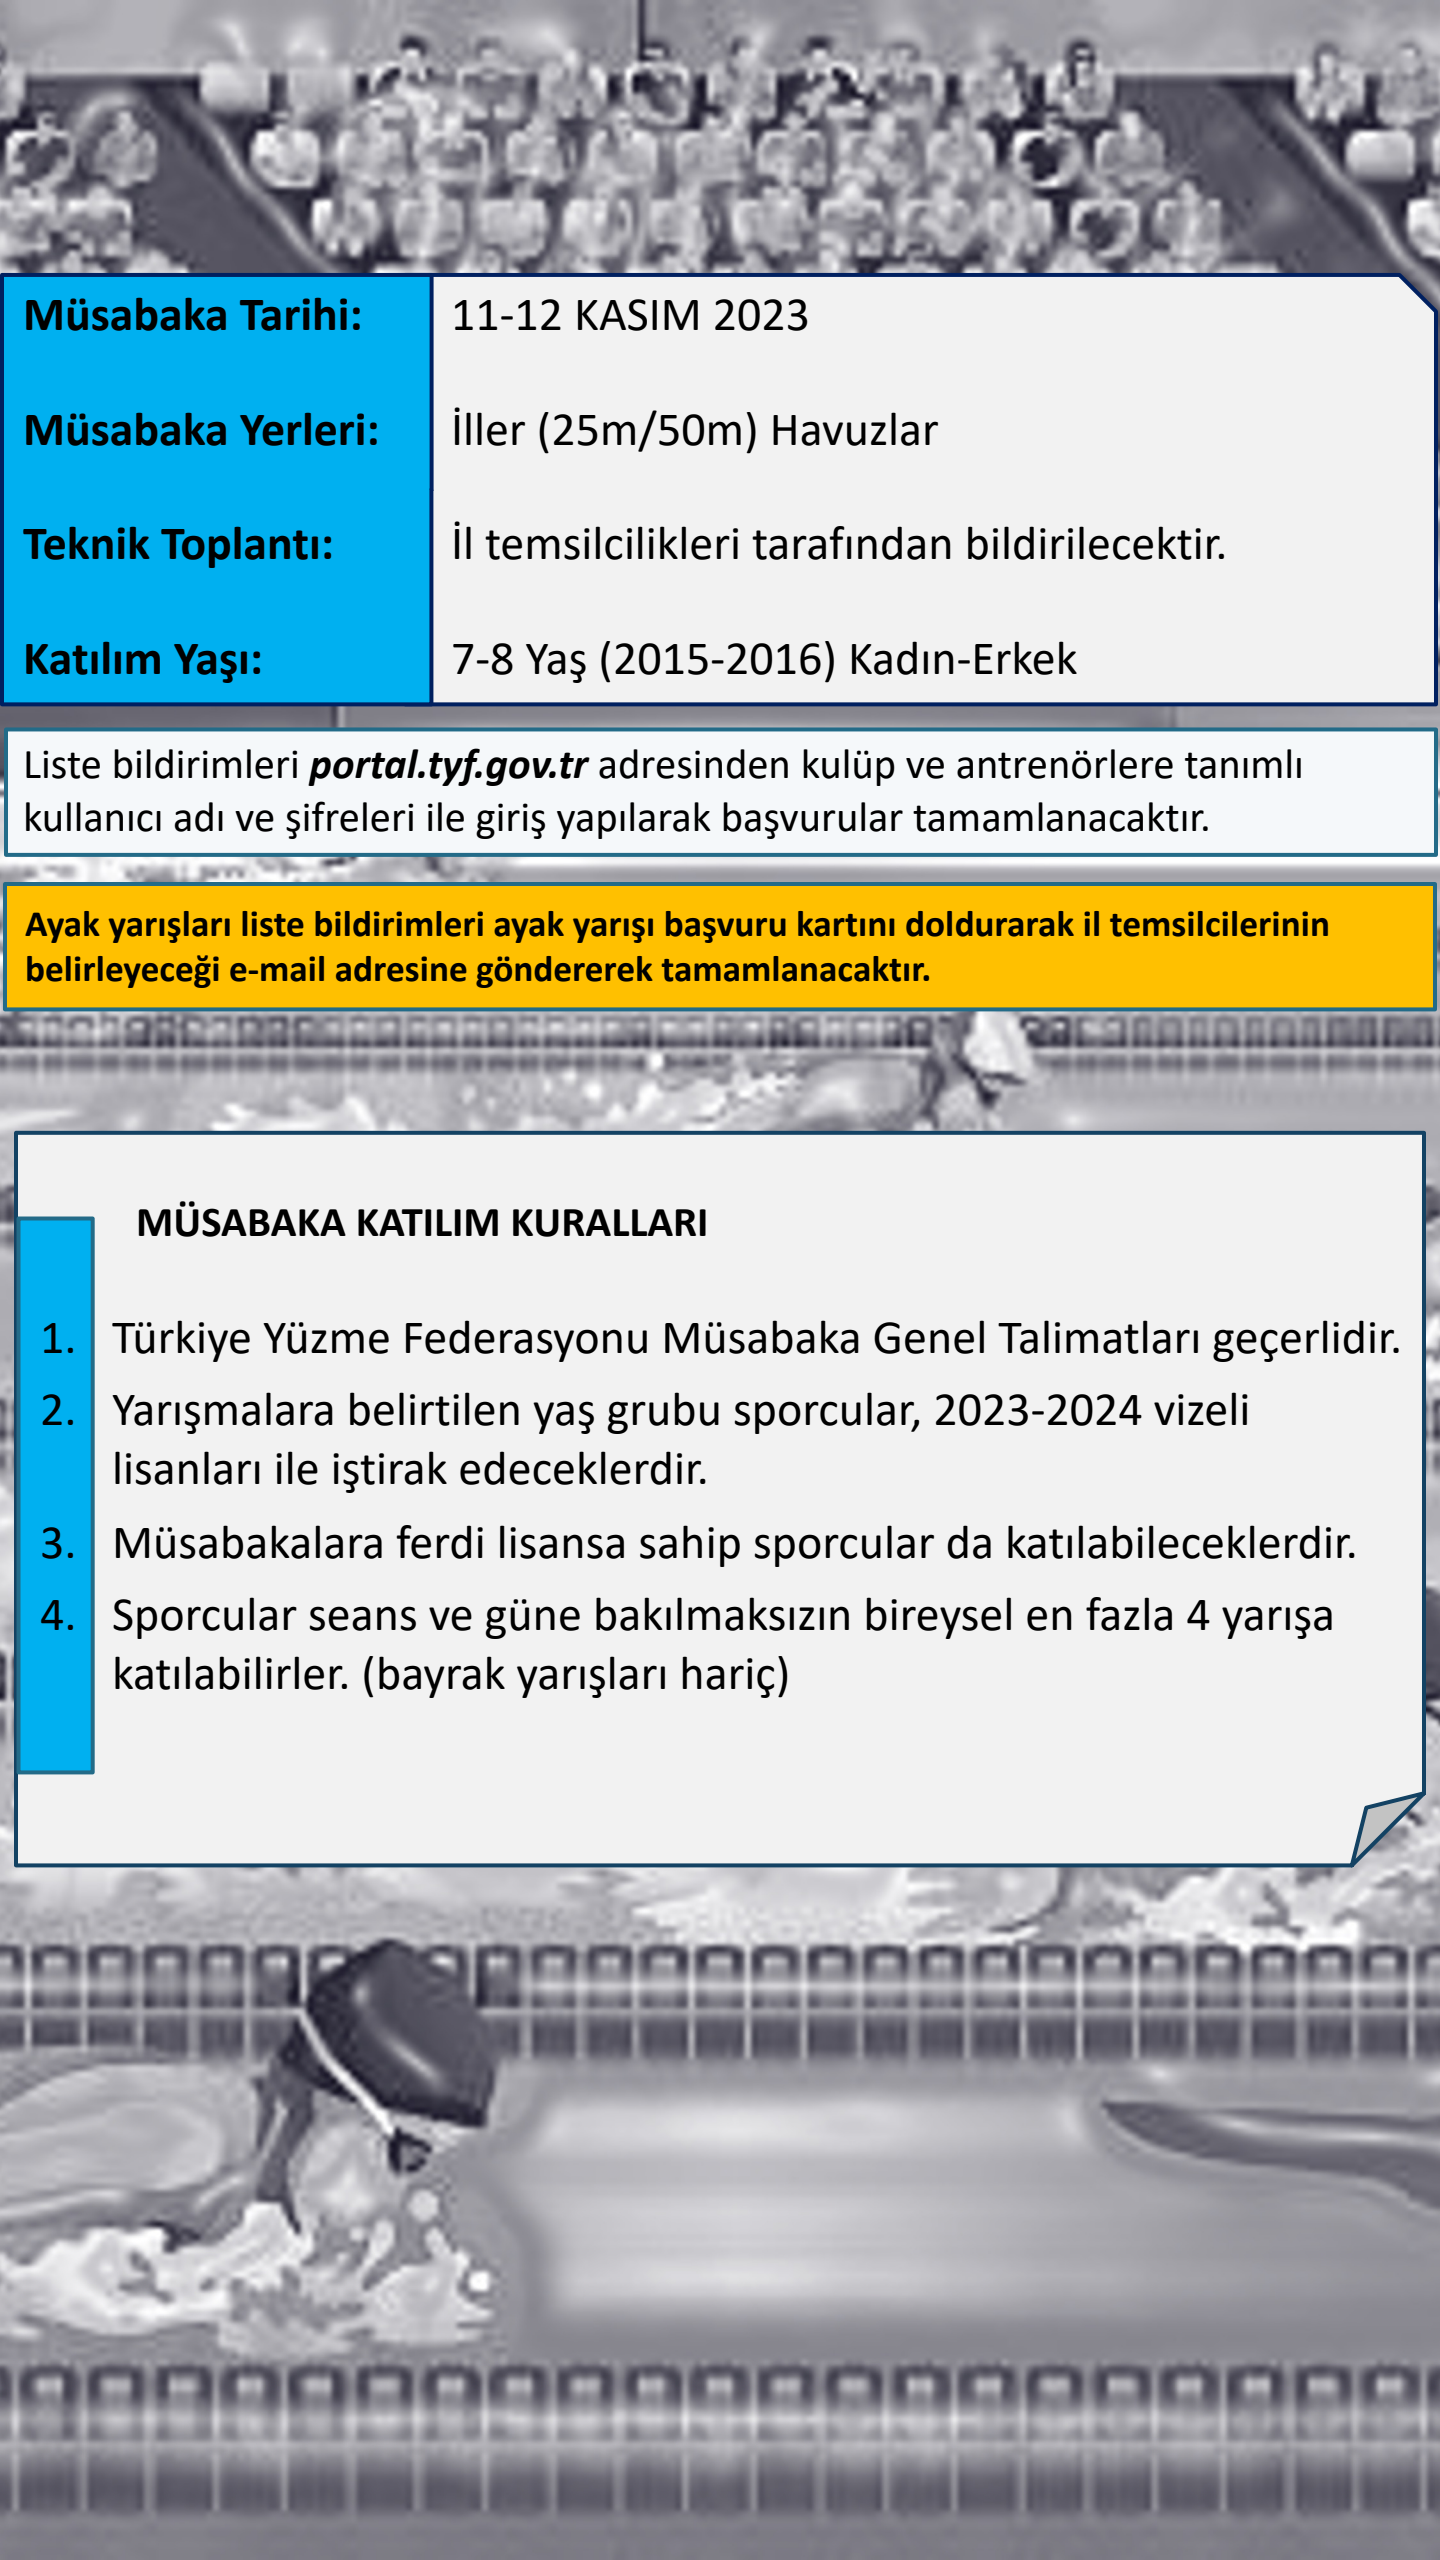 Müsabaka Tarihi: 11-12 KASIM 2023
Müsabaka Yerleri: İller (25m/50m) Havuzlar
Teknik Toplantı: İl temsilcilikleri tarafından bildirilecektir.
Katılım Yaşı: 7-8 Yaş (2015-2016) Kadın-Erkek
Liste bildirimleri portal.tyf.gov.tr adresinden kulüp ve antrenörlere tanımlı
kullanıcı adı ve şifreleri ile giriş yapılarak başvurular tamamlanacaktır.
Ayak yarışları liste bildirimleri ayak yarışı başvuru kartını doldurarak il temsilcilerinin
belirleyeceği e-mail adresine göndererek tamamlanacaktır.
MÜSABAKA KATILIM KURALLARI
1. Türkiye Yüzme Federasyonu Müsabaka Genel Talimatları geçerlidir.
2. Yarışmalara belirtilen yaş grubu sporcular, 2023-2024 vizeli
lisanları ile iştirak edeceklerdir.
3. Müsabakalara ferdi lisansa sahip sporcular da katılabileceklerdir.
4. Sporcular seans ve güne bakılmaksızın bireysel en fazla 4 yarışa
katılabilirler. (bayrak yarışları hariç)